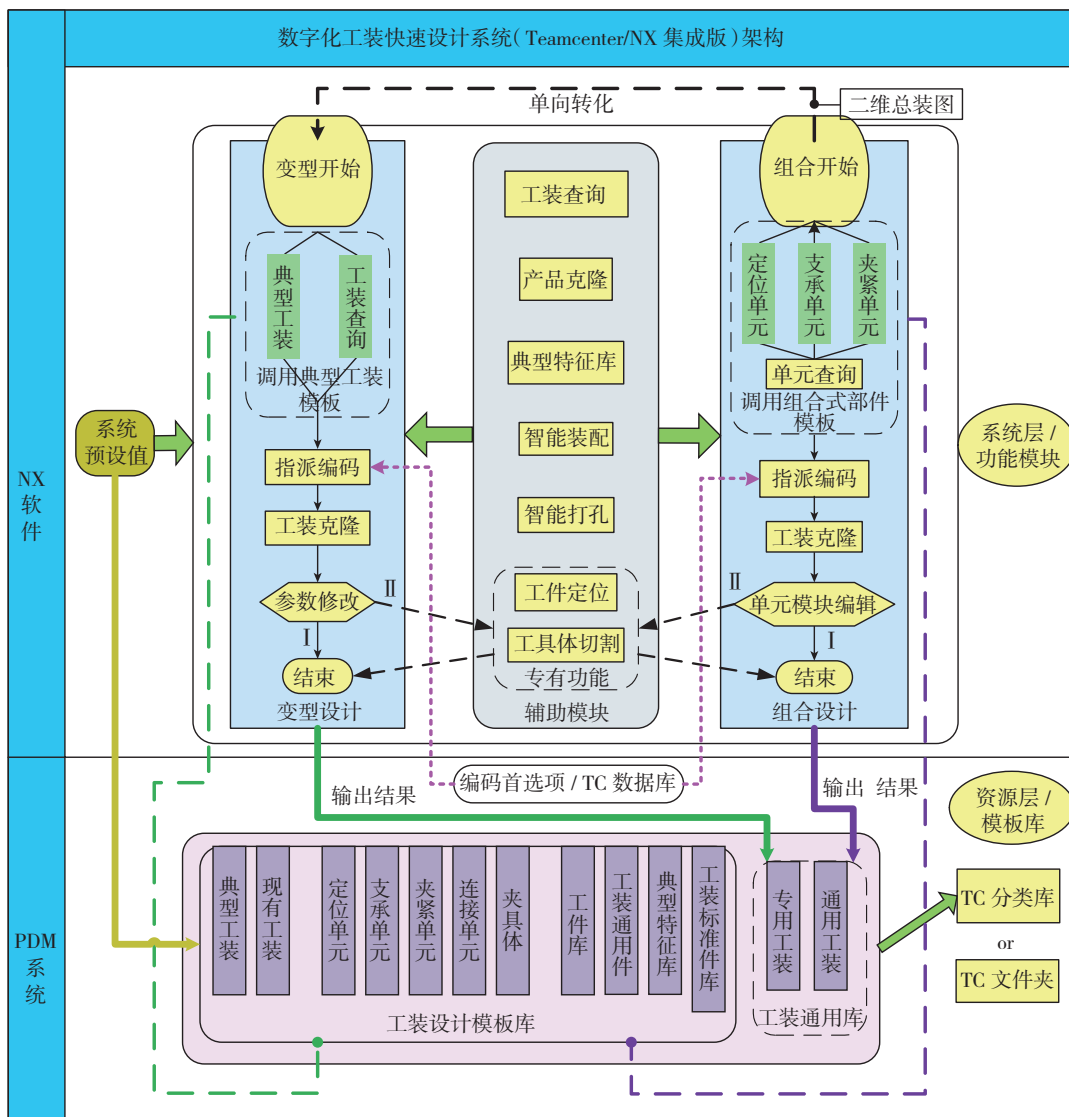 数字化工装快速设计系统(Teamcenter/NX 集成版)架构
单向转化
二维总装图
变型开始
典型工装
工装查询
调用典型工装
模板
指派编码
工装克隆
参数修改
Ⅱ
Ⅰ
结束
变型设计
工装查询
产品克隆
典型特征库
智能装配
智能打孔
工件定位
工具体切割
专有功能
辅助模块
组合开始
定位单元
支承单元
夹紧单元
单元查询
调用组合式部件
模板
指派编码
工装克隆
Ⅱ
单元模块编辑
Ⅰ
结束
组合设计
系统
预设值
NX
软件
系统层 /
功能模块
编码首选项 / TC 数据库
输出结果
输出 结果
资源层 /
模板库
PDM
系统
典型工装
现有工装
定位单元
支承单元
夹紧单元
连接单元
夹具体
工件库
工装通用件
典型特征库
工装标准件库
工装设计模板库
专用工装
通用工装
工装通用库
TC 分类库
or
TC 文件夹